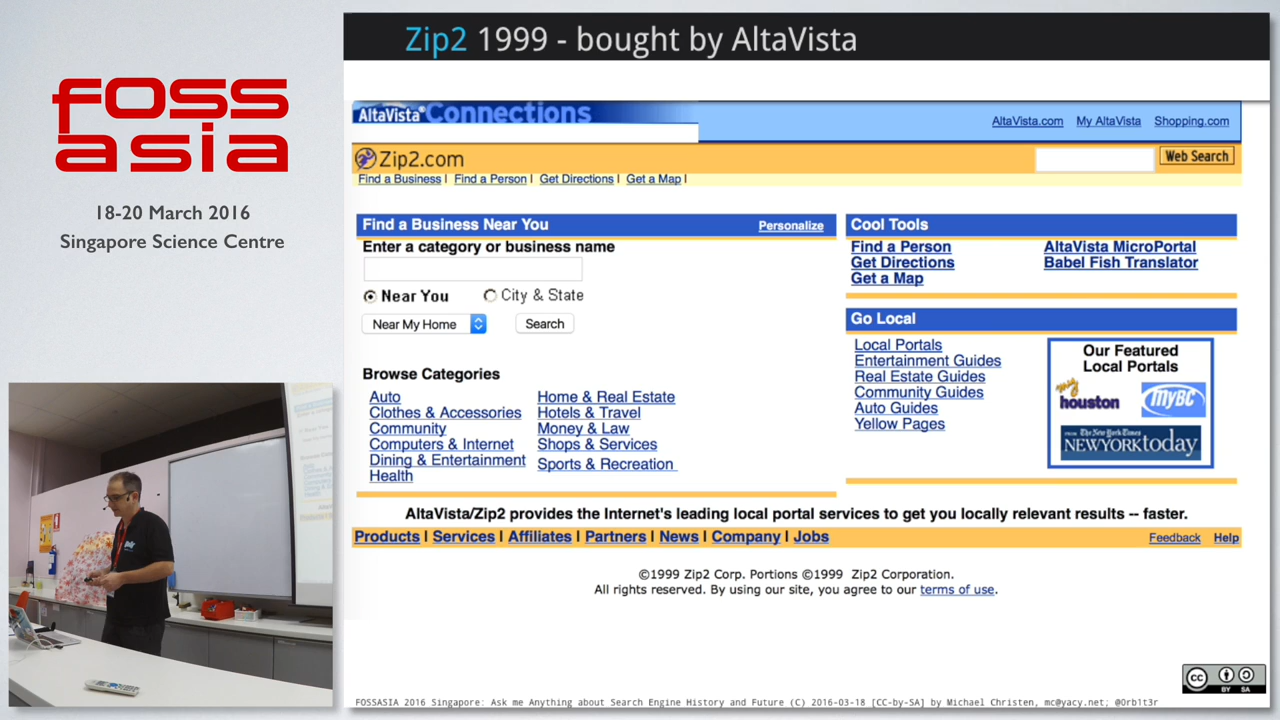 foss
asia
18-20 March 2016
Singapore Science Centre
Zip2 1999 - bought by AltaVista
AltaVista® Connections
AltaVista.com My AltaVista Shopping.com
Zip2.com
Web Search
Find a Business | Find a Person | Get Directions | Get a Map |
Find a Business Near You Personalize
Enter a category or business name
Near You City & State
Near My Home Search
Browse Categories
Auto Home & Real Estate
Clothes & Accessories Hotels & Travel
Community Money & Law
Computers & Internet Shops & Services
Dining & Entertainment Sports & Recreation
Health
Cool Tools
Find a Person AltaVista MicroPortal
Get Directions Babel Fish Translator
Get a Map
Go Local
Local Portals
Entertainment Guides
Real Estate Guides
Community Guides
Auto Guides
Yellow Pages
Our Featured
Local Portals
my
houston
MyBC
The New York Times
NEWYORKtoday
AltaVista/Zip2 provides the Internet's leading local portal services to get you locally relevant results -- faster.
Products | Services | Affiliates | Partners | News | Company | Jobs
Feedback Help
©1999 Zip2 Corp. Portions ©1999 Zip2 Corporation.
All rights reserved. By using our site, you agree to our terms of use.
cc
BY SA
FOSSASIA 2016 Singapore: Ask me Anything about Search Engine History and Future (C) 2016-03-18 [CC-by-SA] by Michael Christen, mc@yacy.net; @0rb1t3r